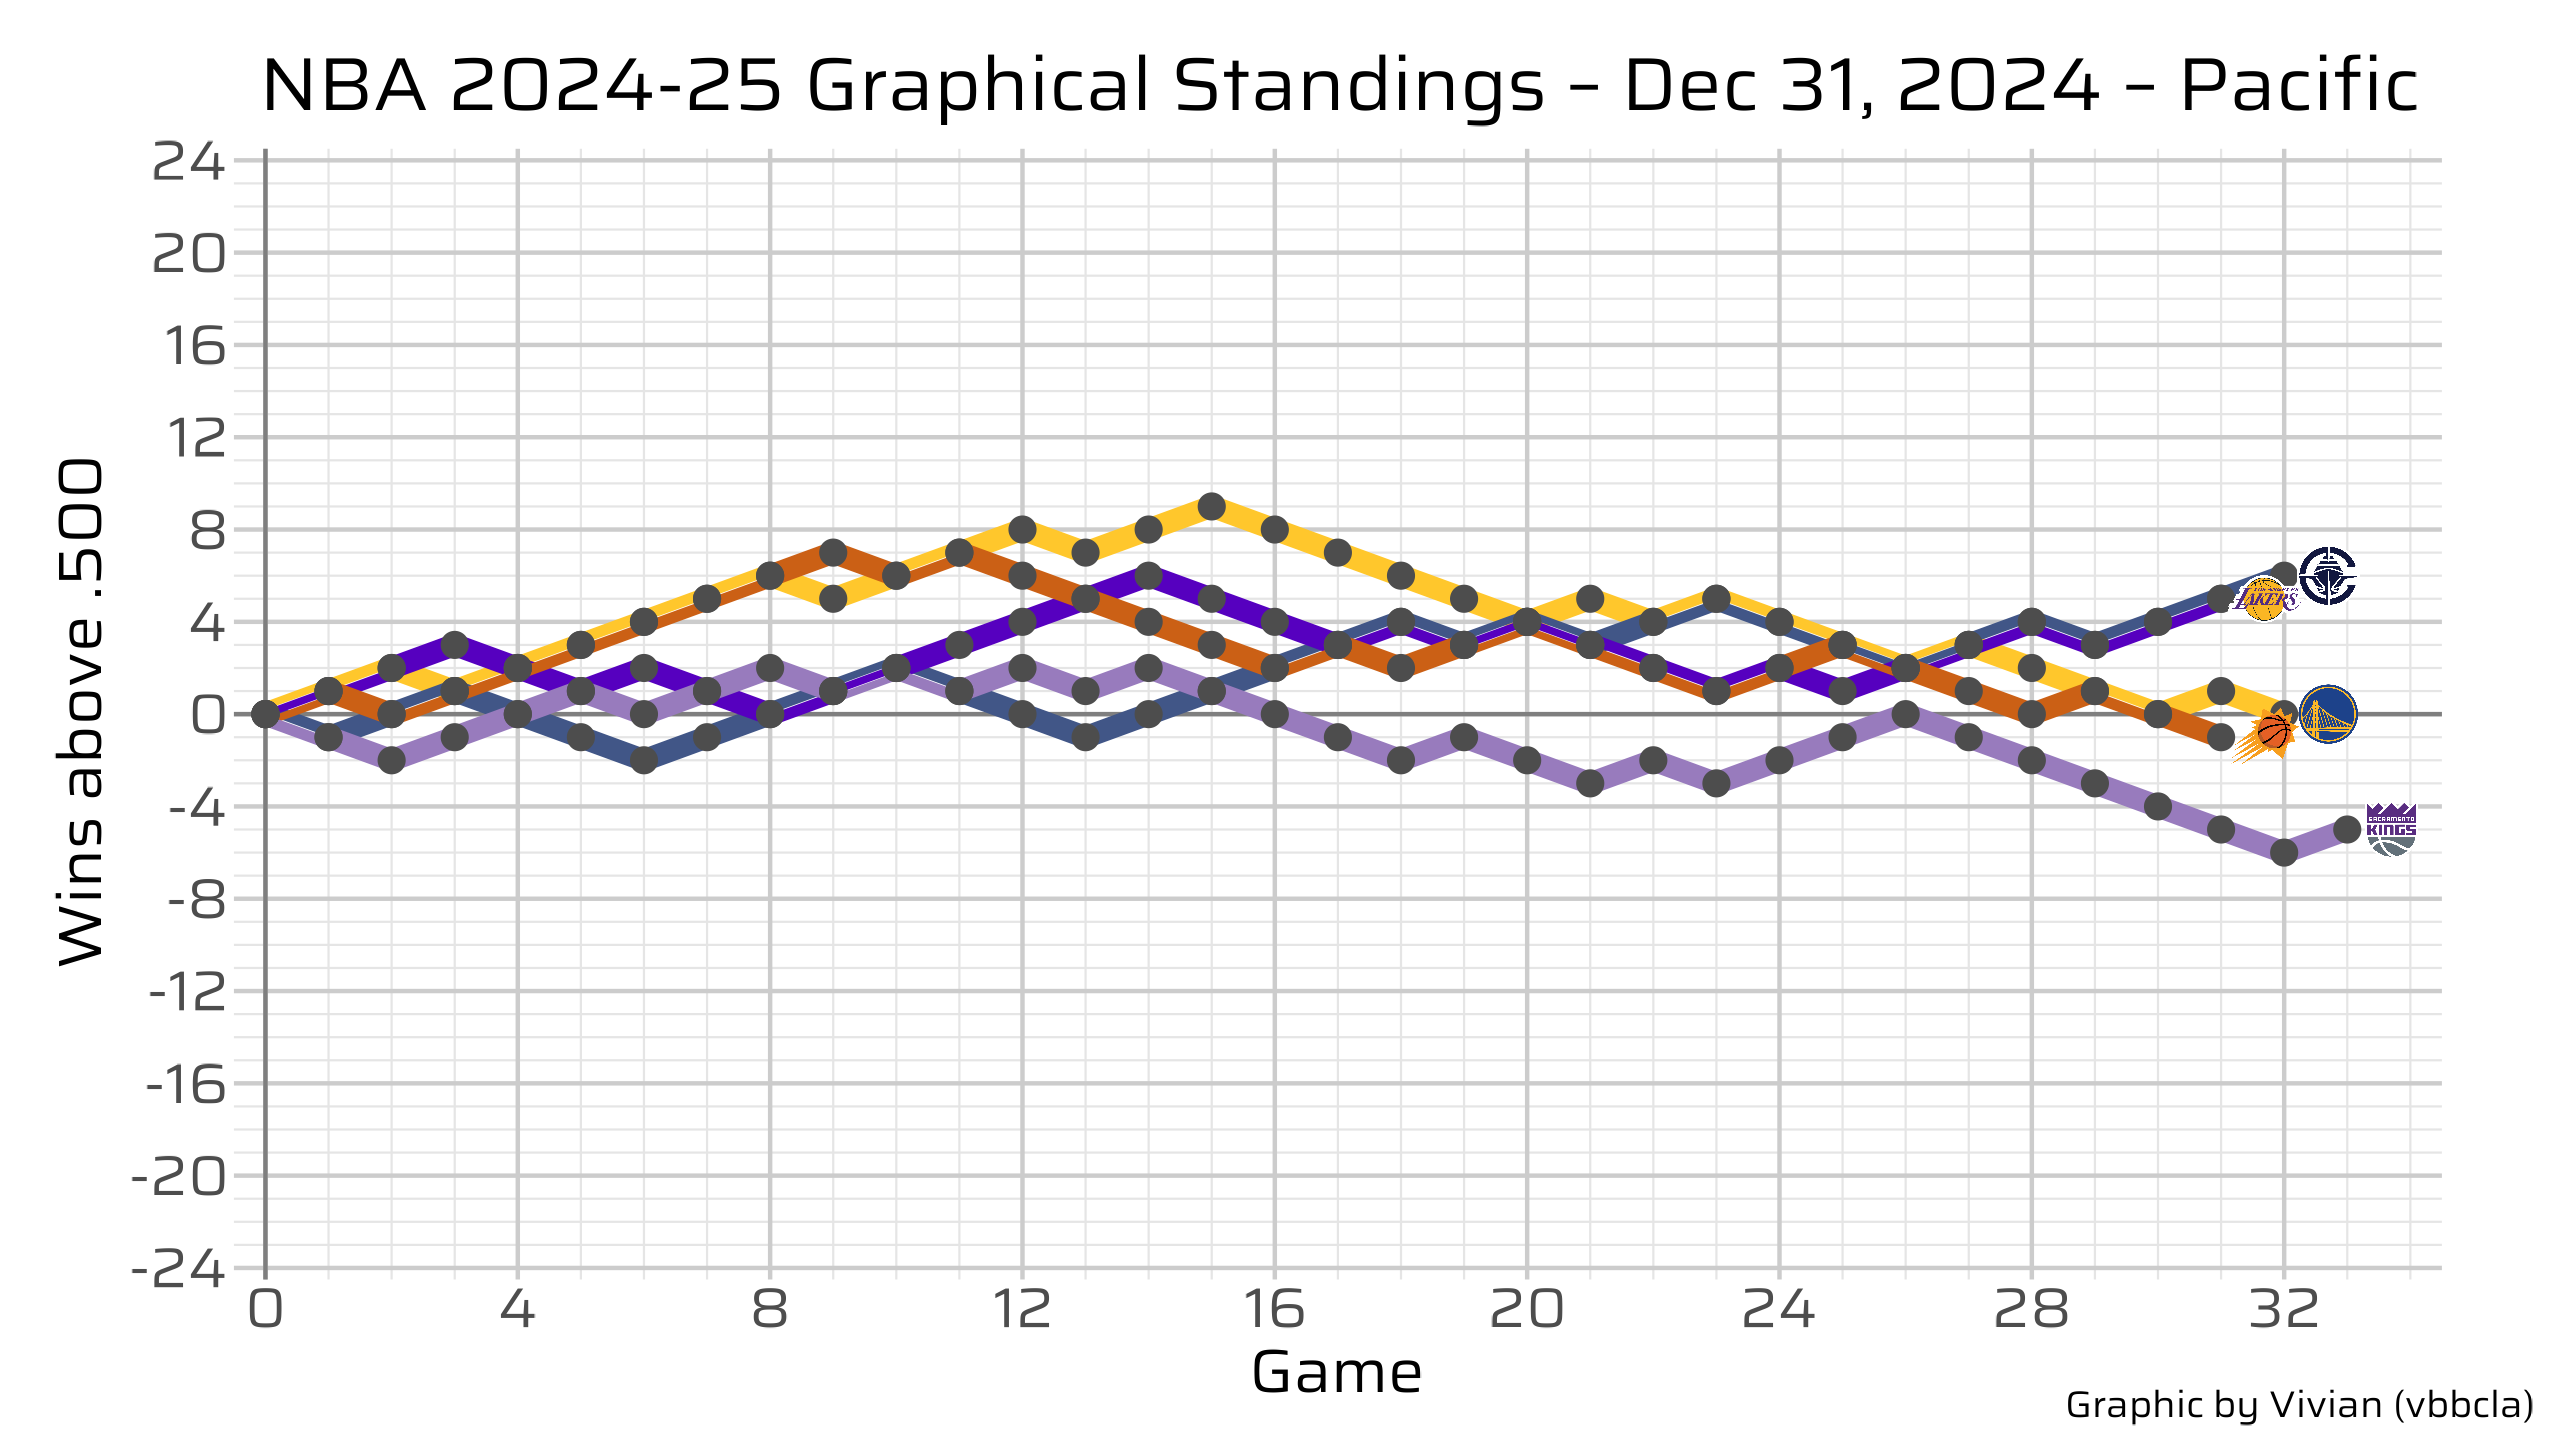 NBA 2024-25 Graphical Standings - Dec 31, 2024 - Pacific
Wins above .500
24
20
16
12
8
4
0
-4
-8
-12
-16
-20
-24
LAKERS
SACRAMENTO
KINGS
0 4 8 12 16 20 24 28 32
Game
Graphic by Vivian (vbbcla)